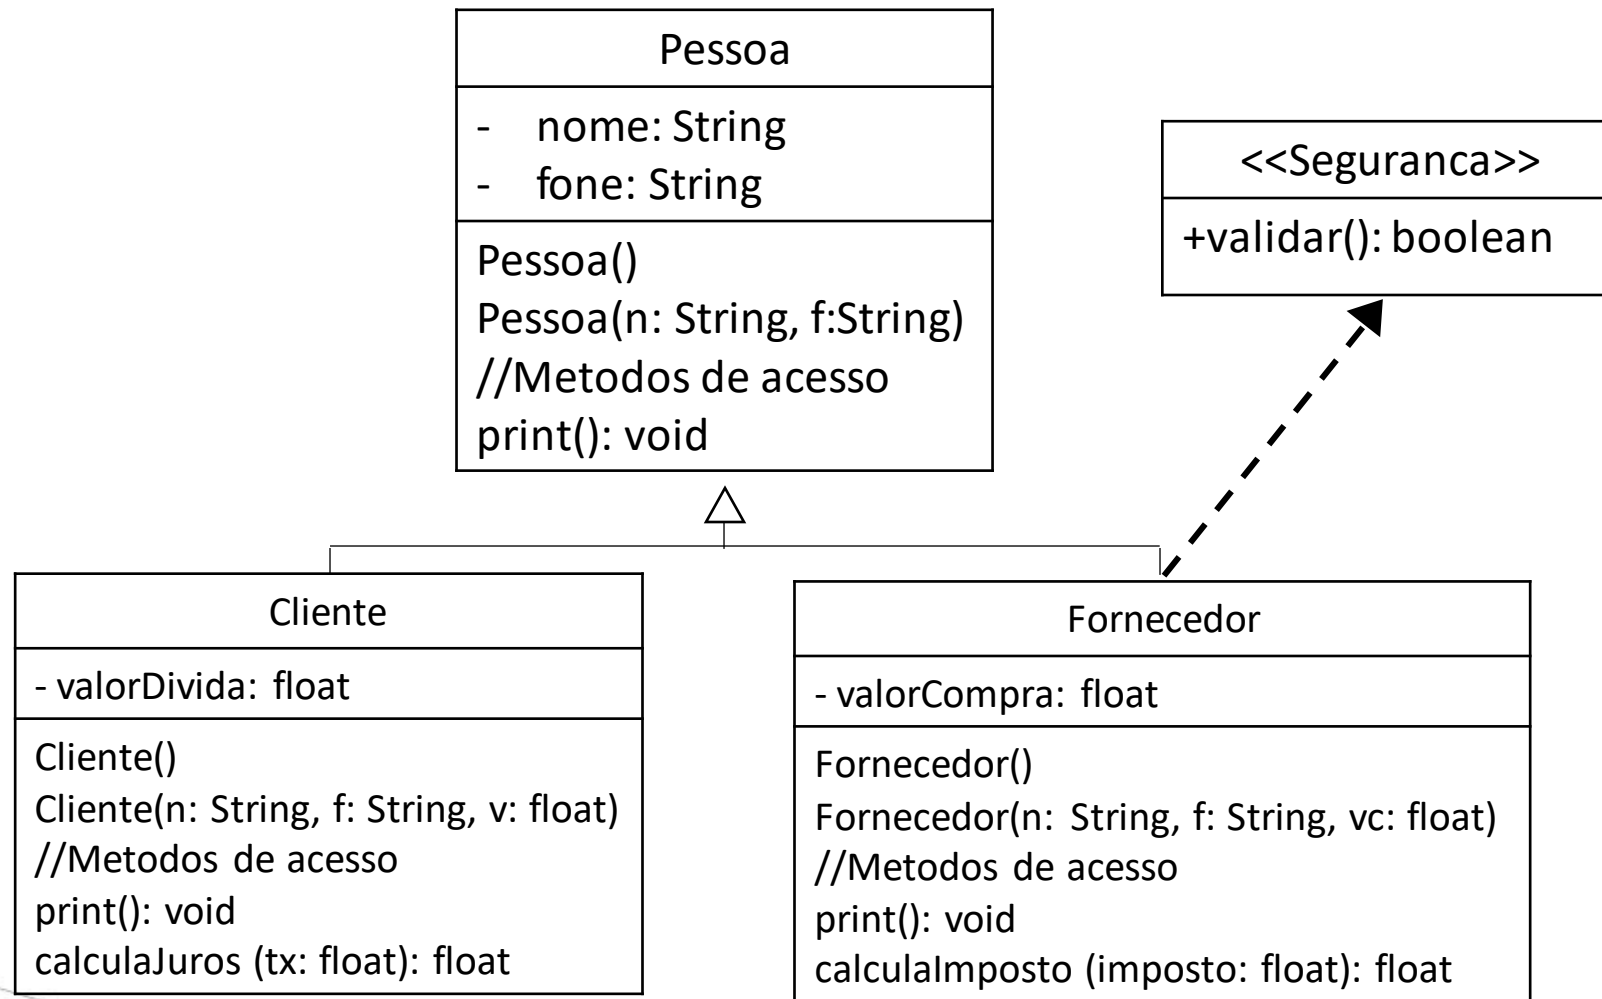 Pessoa
- nome: String
- fone: String
Pessoa()
Pessoa(n: String, f:String)
//Metodos de acesso
print(): void
<<Seguranca>>
+validar(): boolean
Cliente
- valorDivida: float
Cliente()
Cliente(n: String, f: String, v: float)
//Metodos de acesso
print(): void
calculaJuros (tx: float): float
Fornecedor
- valorCompra: float
Fornecedor()
Fornecedor(n: String, f: String, vc: float)
//Metodos de acesso
print(): void
calculaImposto (imposto: float): float